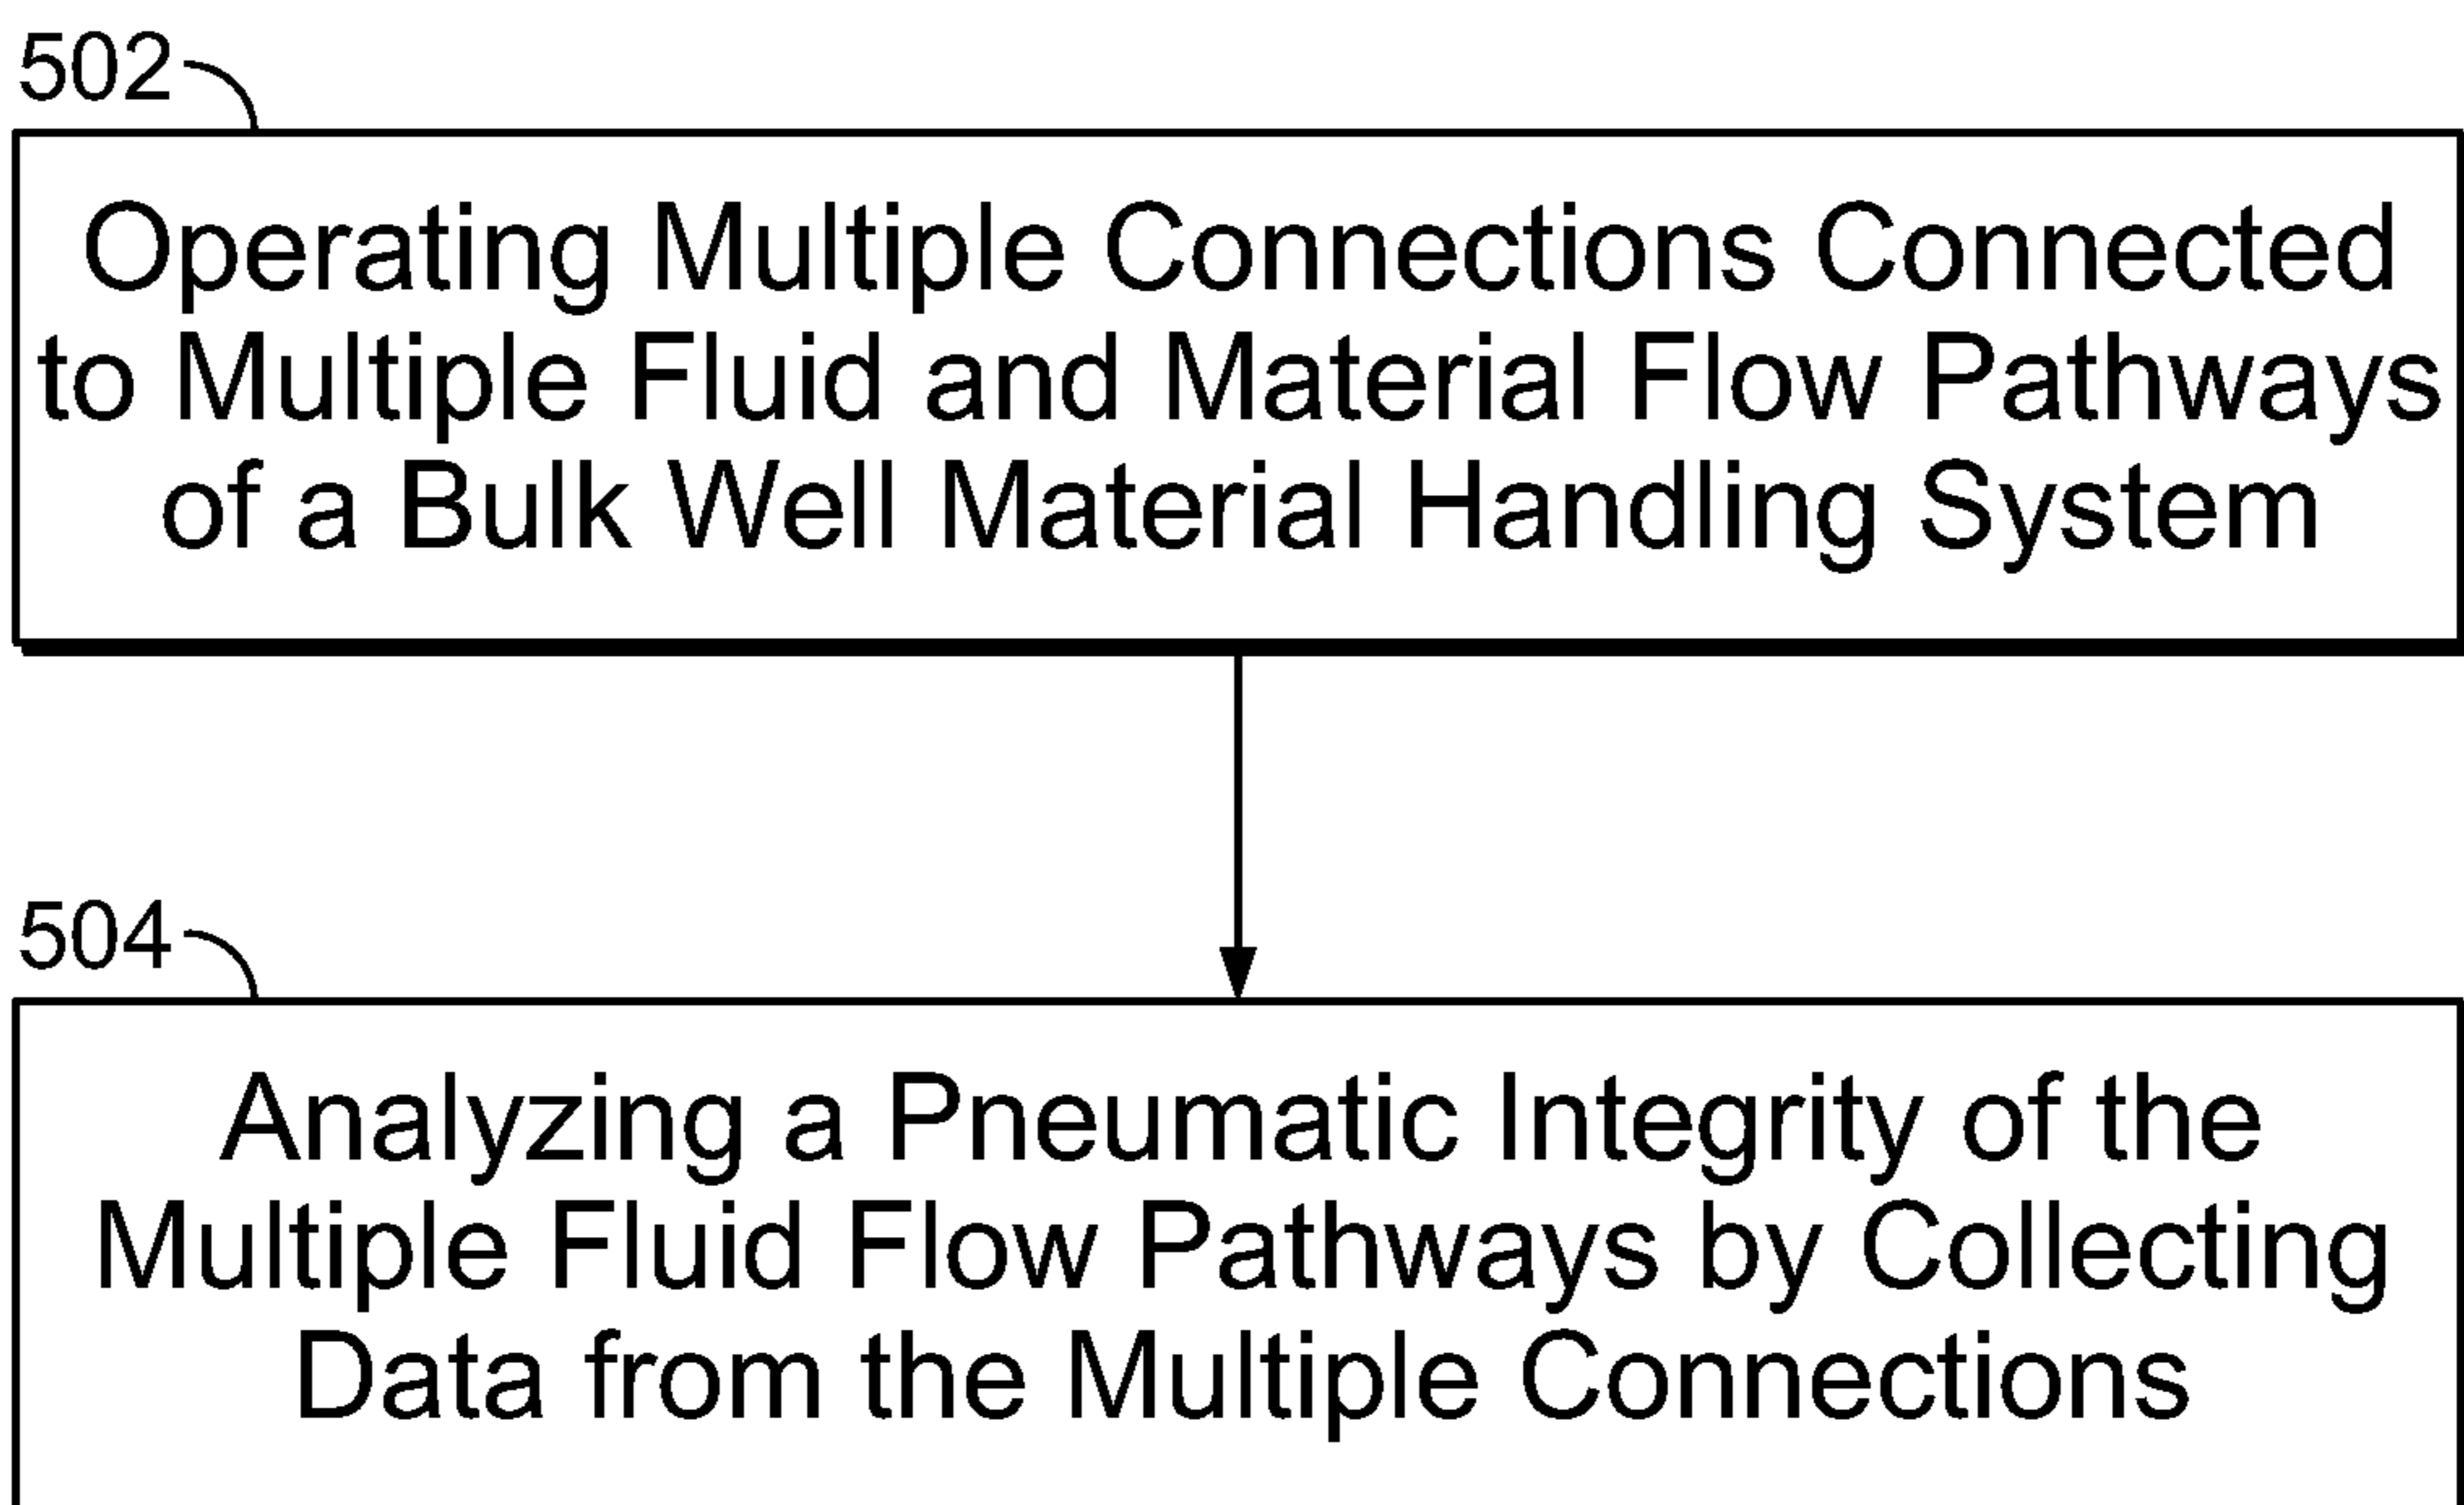 502
Operating Multiple Connections Connected
to Multiple Fluid and Material Flow Pathways
of a Bulk Well Material Handling System
504
Analyzing a Pneumatic Integrity of the
Multiple Fluid Flow Pathways by Collecting
Data from the Multiple Connections